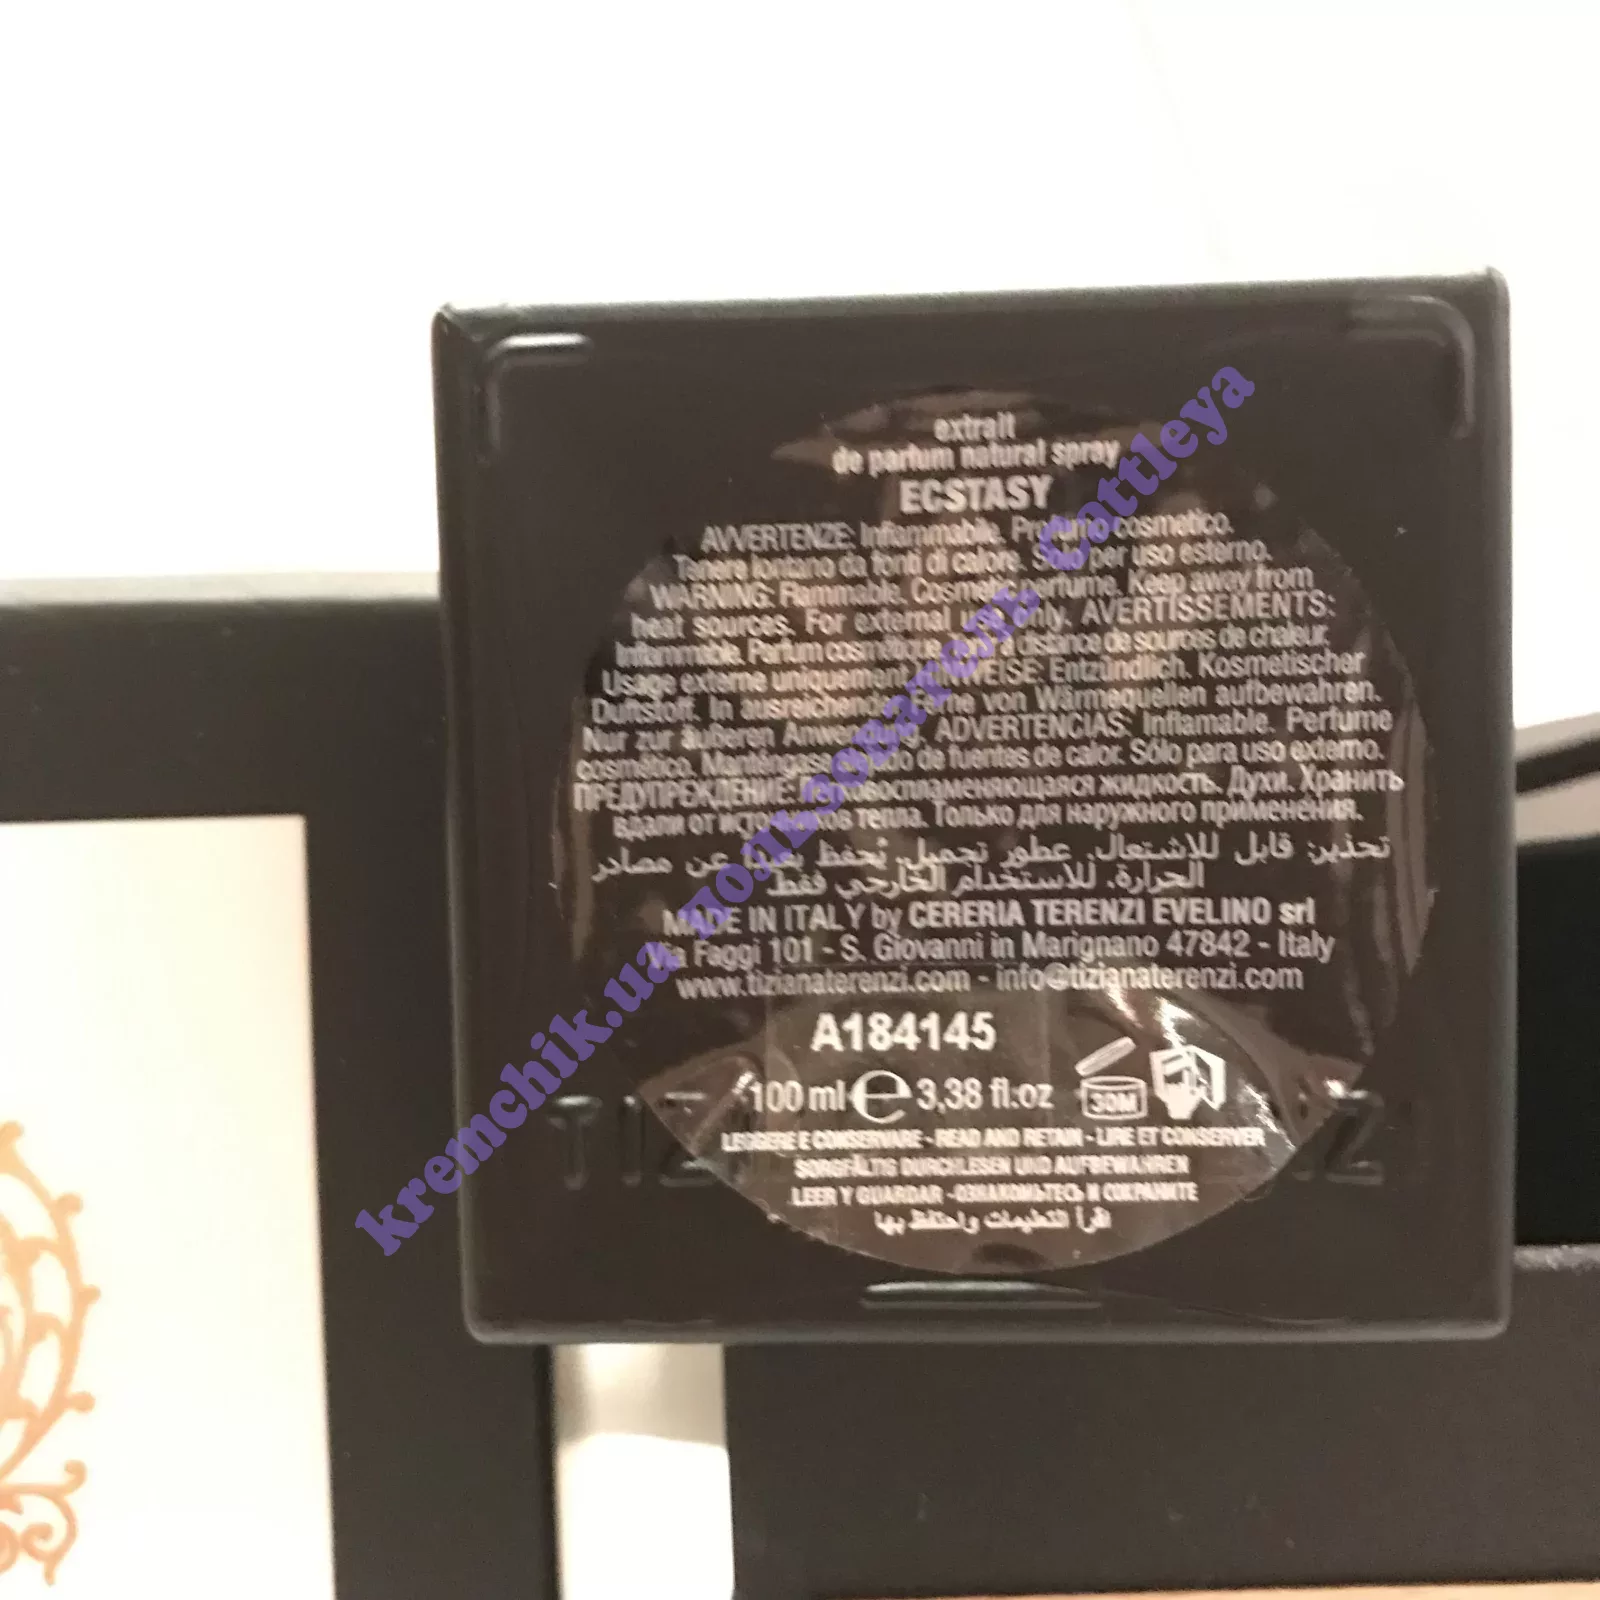 extrait
de parfum natural spray
ECSTASY
AVVERTENZE: Infiammabile. Profumo cosmetico.
Tenere lontano da fonti di calore. Solo per uso esterno.
WARNING: Flammable. Cosmetic perfume. Keep away from
heat sources. For external use only. AVERTISSEMENTS:
Inflammable. Parfum cosmétique. à distance de sources de chaleur.
Usage externe uniquement. HINWEISE: Entzündlich. Kosmetischer
Duftstoff. In ausreichender Ferne von Wärmequellen aufbewahren.
Nur zur äußeren Anwendung. ADVERTENCIAS: Inflamable. Perfume
cosmético. Manténgase alejado de fuentes de calor. Sólo para uso externo.
ПРЕДУПРЕЖДЕНИЕ: Легковоспламеняющаяся жидкость. Духи. Хранить
вдали от источников тепла. Только для наружного применения.
تحذير: قابل للاشتعال. عطور تجميل. يُحفظ بعيدًا عن مصادر
الحرارة. للاستخدام الخارجي فقط
MADE IN ITALY by CERERIA TERENZI EVELINO srl
Via Faggi 101 - S. Giovanni in Marignano 47842 - Italy
www.tizianaterenzi.com - info@tizianaterenzi.com
A184145
100 ml e 3,38 fl.oz 30M
LEGGERE E CONSERVARE - READ AND RETAIN - LIRE ET CONSERVER
SORGFÄLTIG DURCHLESEN UND AUFBEWAHREN
LEER Y GUARDAR - ОЗНАКОМЬТЕСЬ И СОХРАНИТЕ
اقرأ التعليمات واحتفظ بها
kremchik.ua пользователь Cattleya